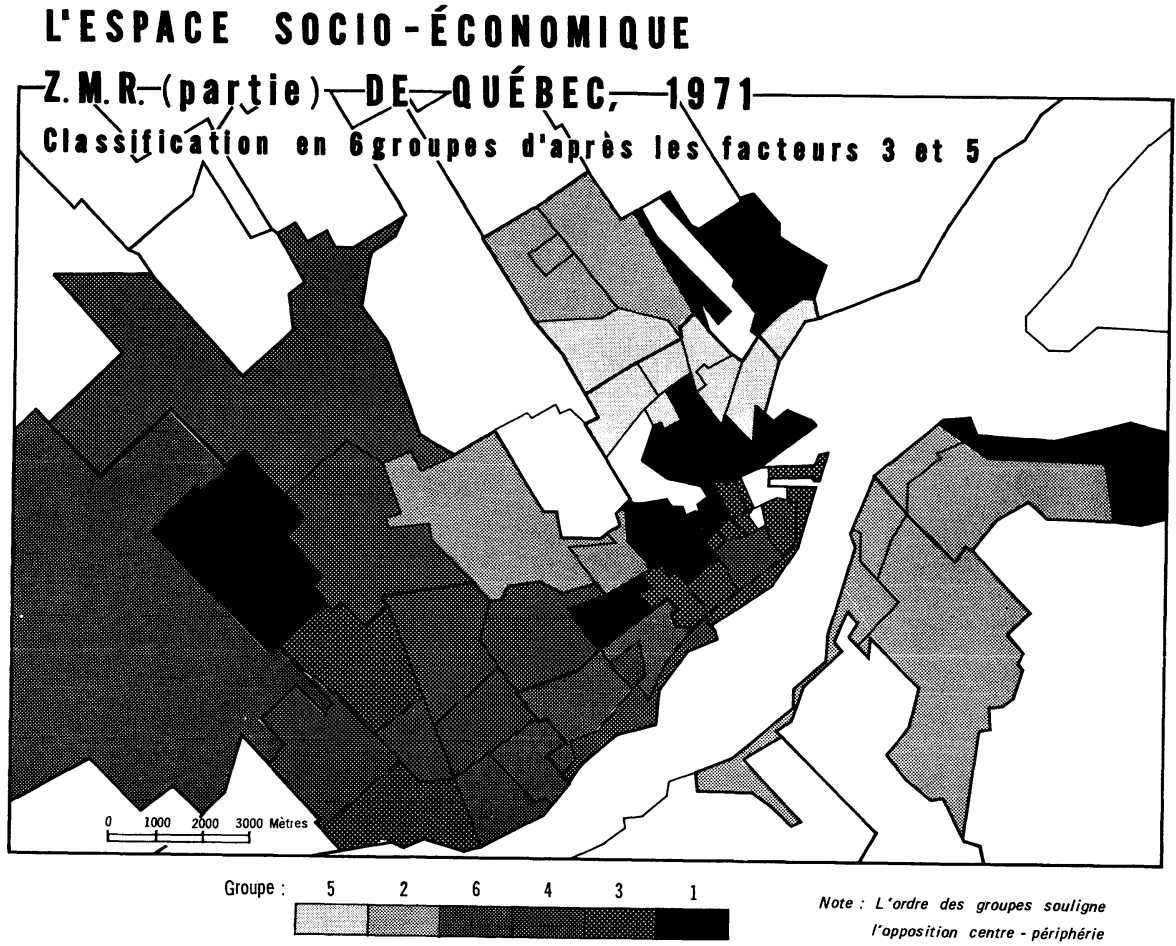 L'ESPACE SOCIO-ÉCONOMIQUE
Z.M.R. (partie) DE QUÉBEC, 1971
Classification en 6 groupes d'après les facteurs 3 et 5
0 1000 2000 3000 Mètres
Groupe : 5 2 6 4 3 1
Note : L'ordre des groupes souligne
l'opposition centre - périphérie